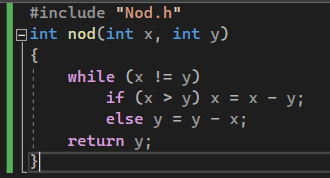 #include "Nod.h"
int nod(int x, int y)
{
while (x != y)
if (x > y) x = x - y;
else y = y - x;
return y;
}